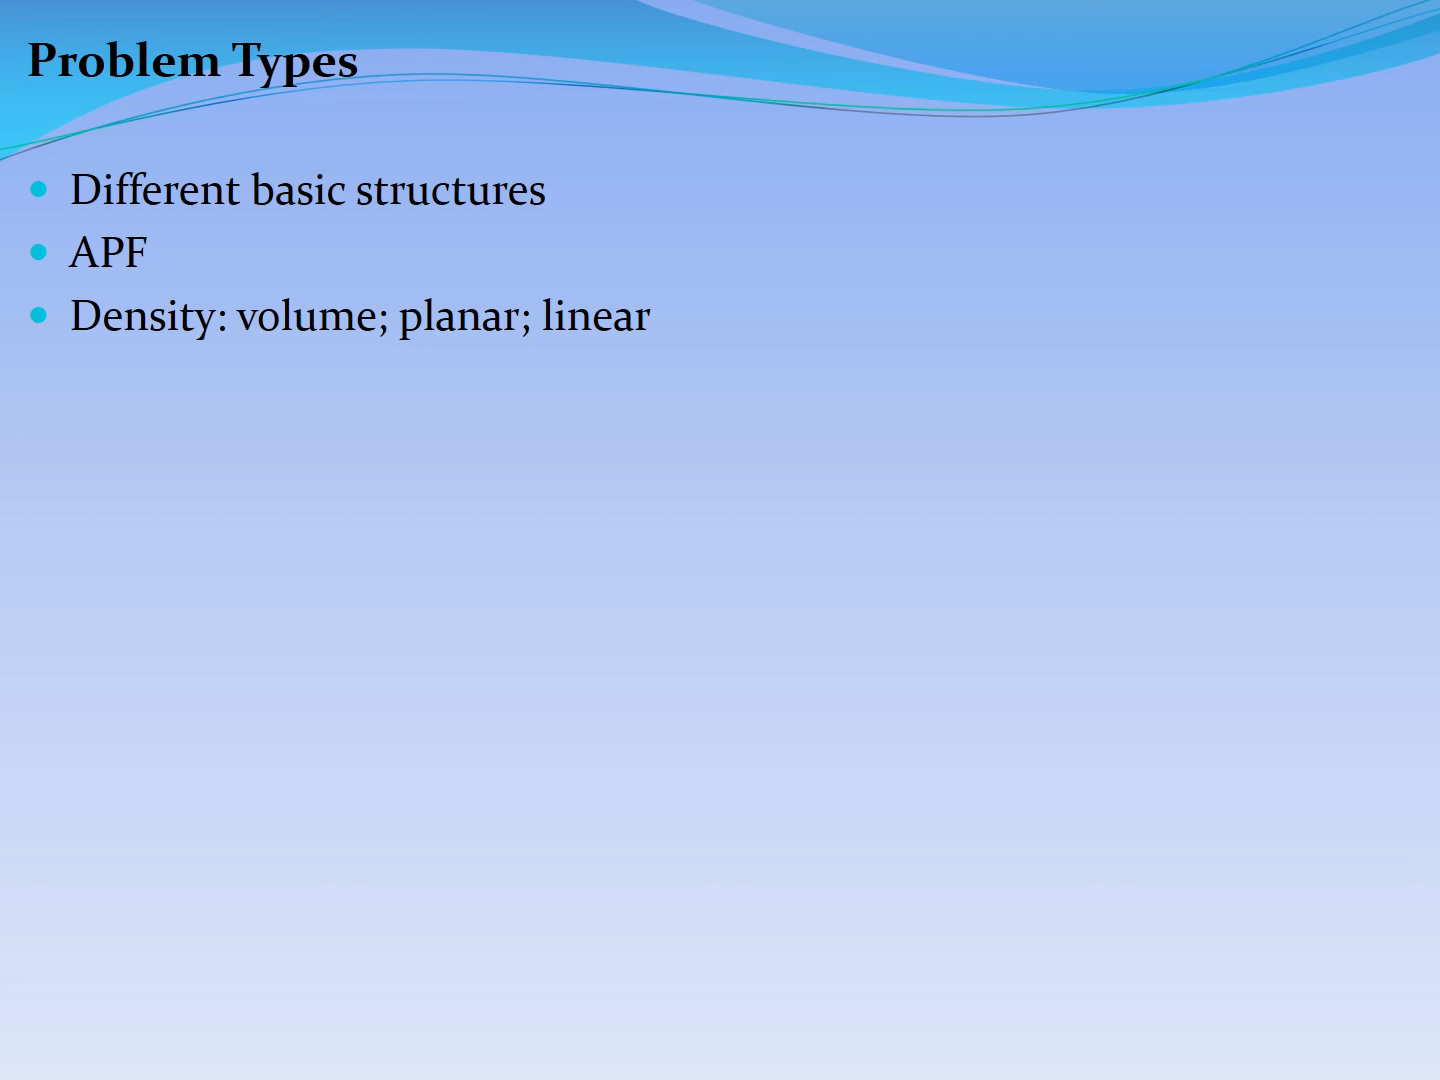 Problem Types
Different basic structures
APF
Density: volume; planar; linear